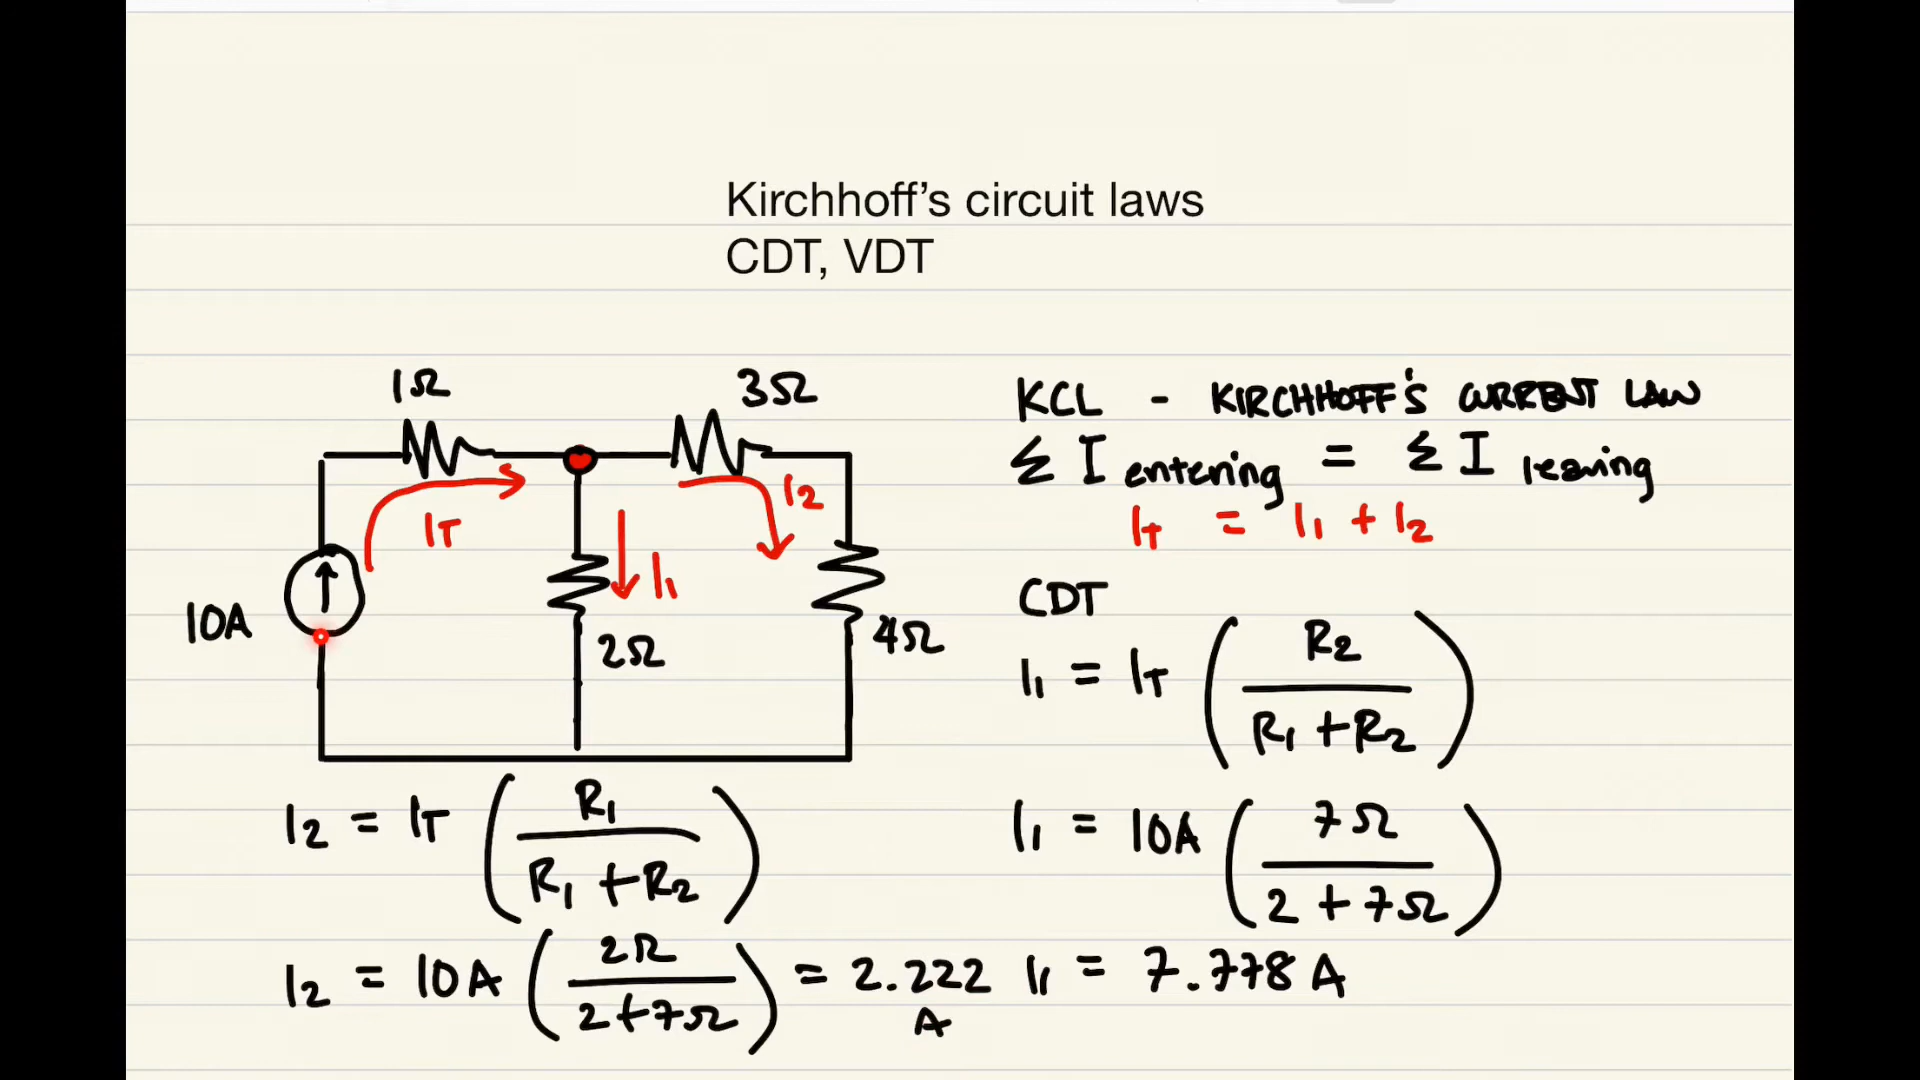 Kirchhoff's circuit laws
CDT, VDT
1Ω
3Ω
IT
I2
I1
10A
2Ω
4Ω
KCL - KIRCHHOFF'S CURRENT LAW
Σ I entering = Σ I leaving
IT = I1 + I2
CDT
I1 = IT ( R2 / R1 + R2 )
I1 = 10A ( 7Ω / 2 + 7Ω )
I1 = 7.778 A
I2 = IT ( R1 / R1 + R2 )
I2 = 10A ( 2Ω / 2 + 7Ω ) = 2.222 A